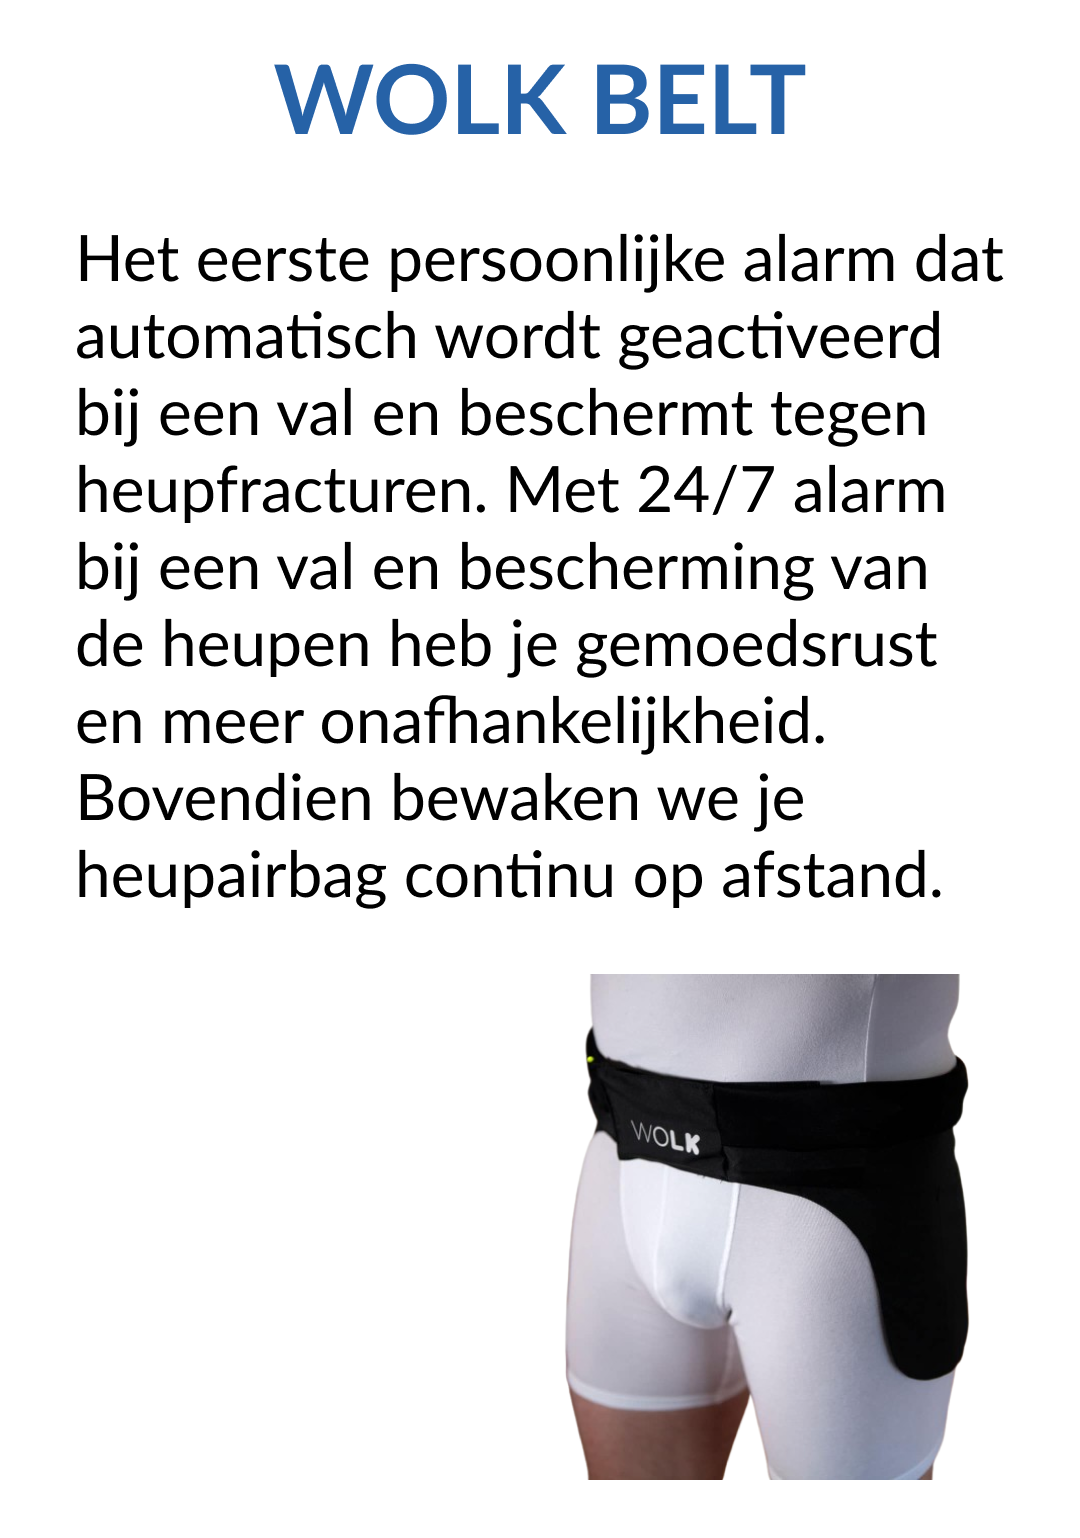 WOLK BELT
Het eerste persoonlijke alarm dat
automatisch wordt geactiveerd
bij een val en beschermt tegen
heupfracturen. Met 24/7 alarm
bij een val en bescherming van
de heupen heb je gemoedsrust
en meer onafhankelijkheid.
Bovendien bewaken we je
heupairbag continu op afstand.
WOLK